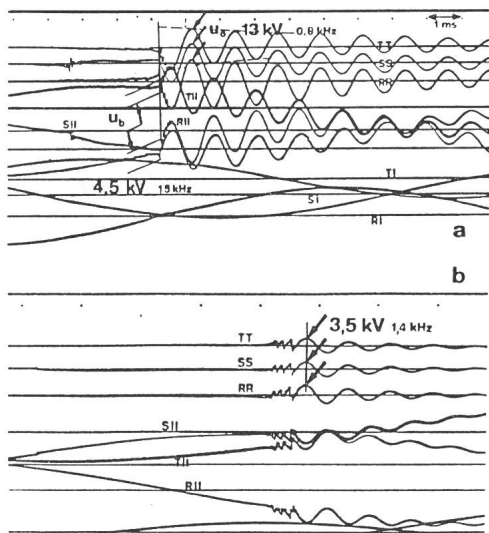 uₐ 13 kV 0,8 kHz
1 ms
TT
SS
RR
TII
u_b
SII
RII
4,5 kV 15 kHz
TI
SI
RI
a
b
3,5 kV 1,4 kHz
TT
SS
RR
SII
TII
RII